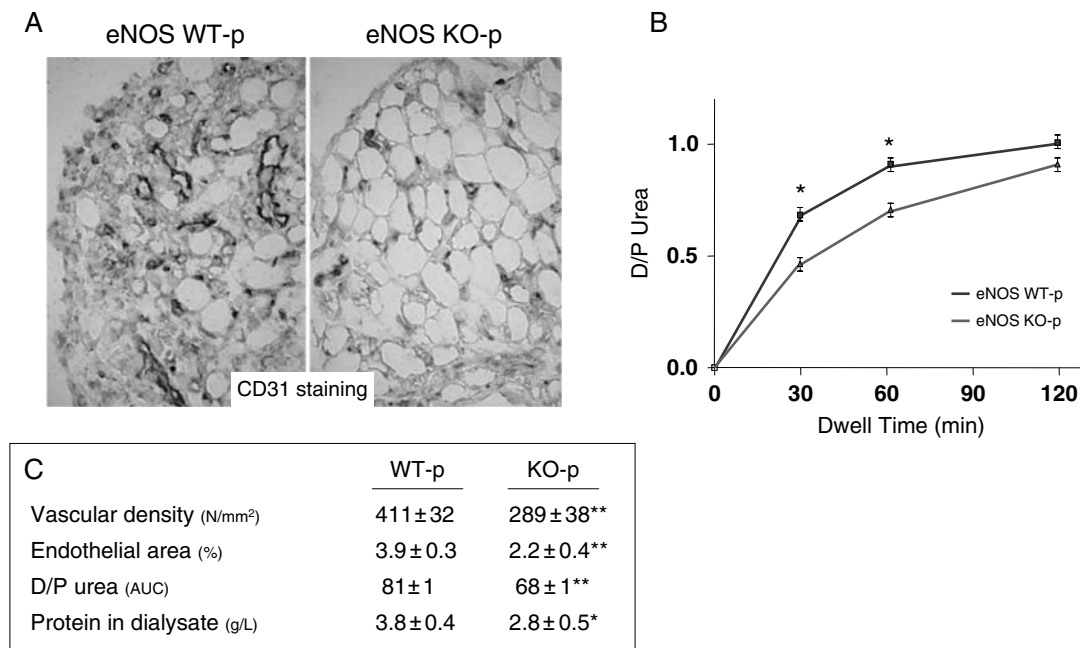 A
eNOS WT-p eNOS KO-p
CD31 staining
B
D/P Urea
1.0
0.5
0.0
* *
eNOS WT-p
eNOS KO-p
0 30 60 90 120
Dwell Time (min)
C WT-p KO-p
Vascular density (N/mm²) 411±32 289±38**
Endothelial area (%) 3.9±0.3 2.2±0.4**
D/P urea (AUC) 81±1 68±1**
Protein in dialysate (g/L) 3.8±0.4 2.8±0.5*